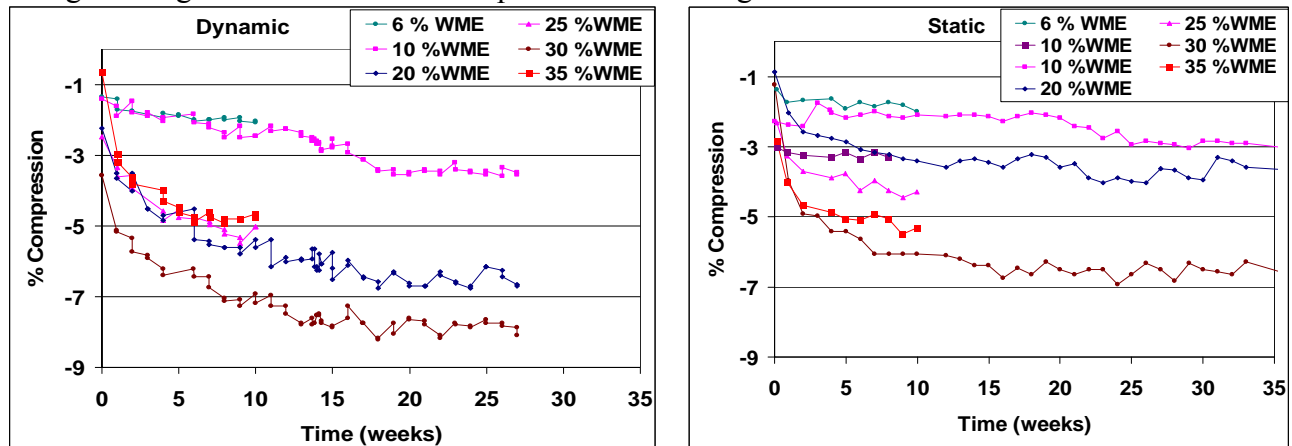 Dynamic
6 %WME
25 %WME
10 %WME
30 %WME
20 %WME
35 %WME
-1
-3
-5
-7
-9
% Compression
0 5 10 15 20 25 30 35
Time (weeks)
Static
6 %WME
25 %WME
10 %WME
30 %WME
10 %WME
35 %WME
20 %WME
-1
-3
-5
-7
-9
% Compression
0 5 10 15 20 25 30 35
Time (weeks)